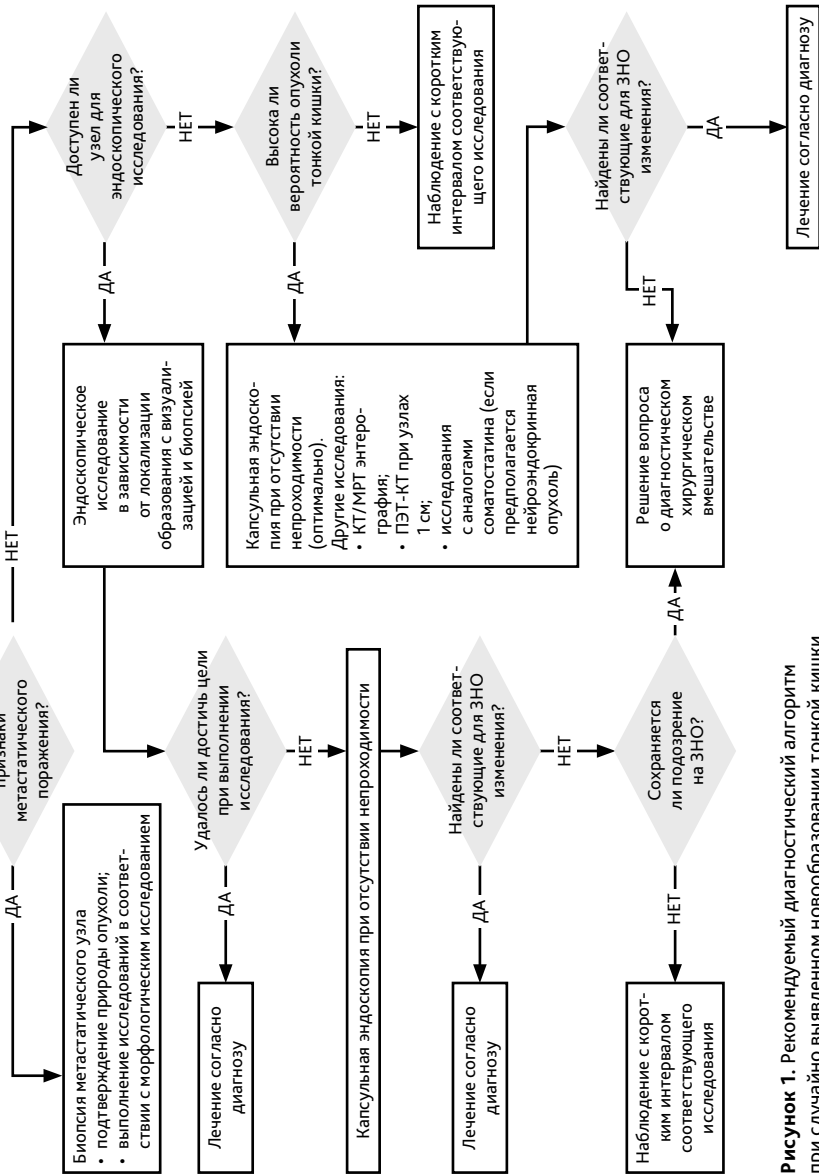 признаки
метастатического
поражения?
ДА
НЕТ
Биопсия метастатического узла
• подтверждение природы опухоли;
• выполнение исследований в соответ-
ствии с морфологическим исследованием
Доступен ли
узел для
эндоскопического
исследования?
ДА
НЕТ
Эндоскопическое
исследование
в зависимости
от локализации
образования с визуали-
зацией и биопсией
Высока ли
вероятность опухоли
тонкой кишки?
ДА
НЕТ
Наблюдение с коротким
интервалом соответствую-
щего исследования
Удалось ли достичь цели
при выполнении
исследования?
ДА
НЕТ
Лечение согласно
диагнозу
Капсульная эндоско-
пия при отсутствии
непроходимости
(оптимально).
Другие исследования:
• КТ/МРТ энтеро-
графия;
• ПЭТ-КТ при узлах
1 см;
• исследования
с аналогами
соматостатина (если
предполагается
нейроэндокринная
опухоль)
Капсульная эндоскопия при отсутствии непроходимости
Найдены ли соответ-
ствующие для ЗНО
изменения?
ДА
НЕТ
Лечение согласно
диагнозу
Найдены ли соответ-
ствующие для ЗНО
изменения?
НЕТ
ДА
Сохраняется
ли подозрение
на ЗНО?
НЕТ
ДА
Наблюдение с корот-
ким интервалом
соответствующего
исследования
Решение вопроса
о диагностическом
хирургическом
вмешательстве
Лечение согласно диагнозу
Рисунок 1. Рекомендуемый диагностический алгоритм
при случайно выявленном новообразовании тонкой кишки